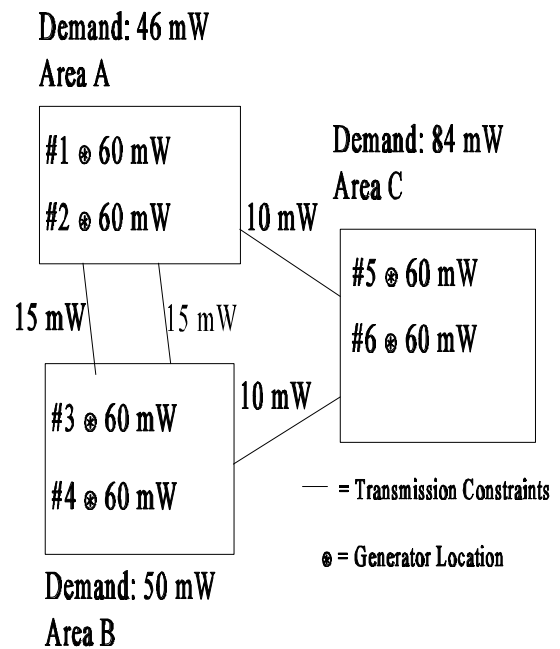 Demand: 46 mW
Area A
#1 ֍ 60 mW
#2 ֍ 60 mW
Demand: 84 mW
Area C
10 mW
#5 ֍ 60 mW
#6 ֍ 60 mW
15 mW
15 mW
10 mW
#3 ֍ 60 mW
#4 ֍ 60 mW
— = Transmission Constraints
֍ = Generator Location
Demand: 50 mW
Area B